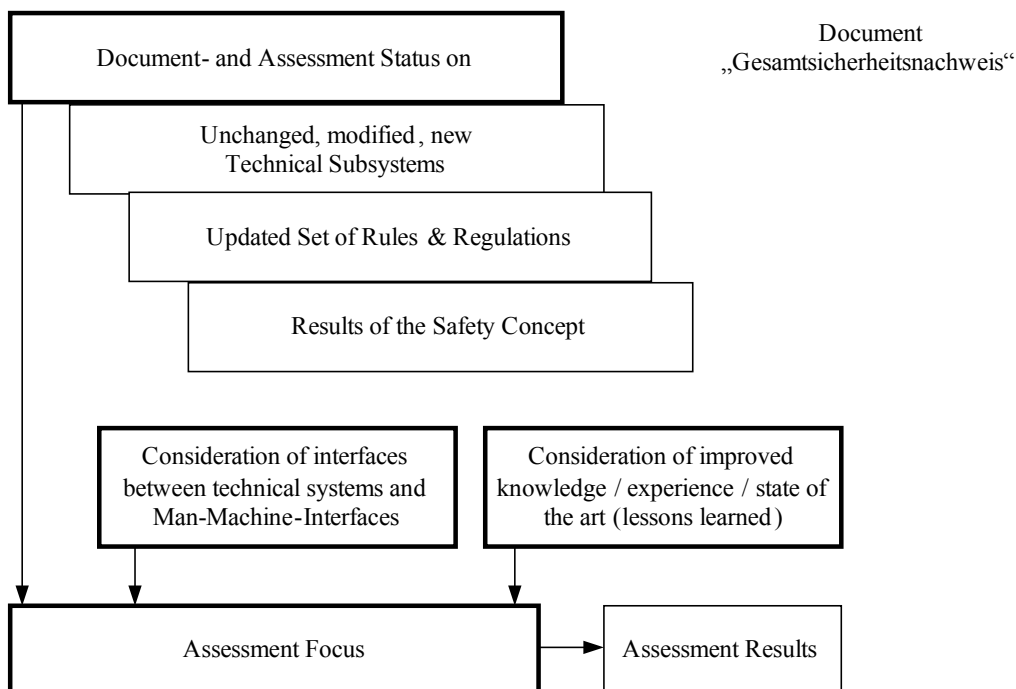 Document- and Assessment Status on
Document
„Gesamtsicherheitsnachweis“
Unchanged, modified, new
Technical Subsystems
Updated Set of Rules & Regulations
Results of the Safety Concept
Consideration of interfaces
between technical systems and
Man-Machine-Interfaces
Consideration of improved
knowledge / experience / state of
the art (lessons learned)
Assessment Focus
Assessment Results